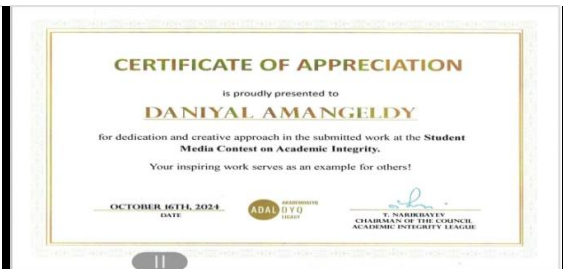 CERTIFICATE OF APPRECIATION
is proudly presented to
DANIYAL AMANGELDY
for dedication and creative approach in the submitted work at the Student
Media Contest on Academic Integrity.
Your inspiring work serves as an example for others!
OCTOBER 16TH, 2024
DATE
ADAL
DYQ
T. NARIKBAYEV
CHAIRMAN OF THE COUNCIL
ACADEMIC INTEGRITY LEAGUE